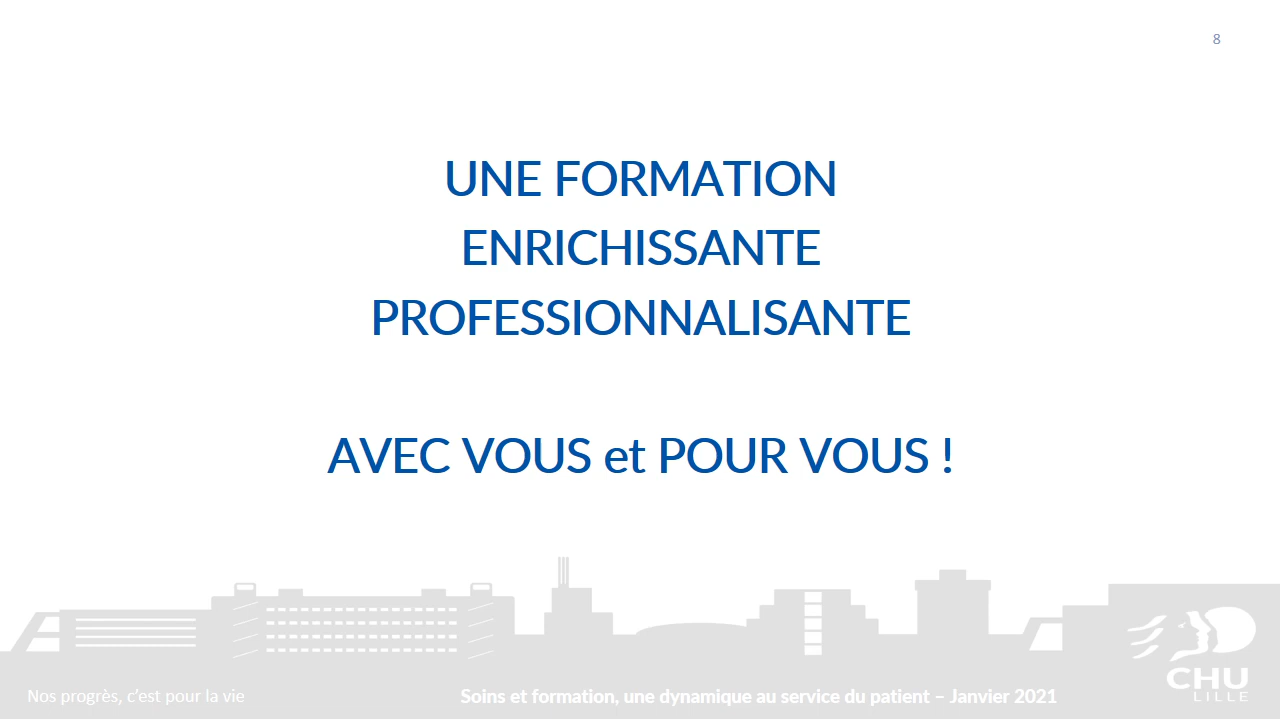 8
UNE FORMATION
ENRICHISSANTE
PROFESSIONNALISANTE
AVEC VOUS et POUR VOUS !
Nos progrès, c'est pour la vie
Soins et formation, une dynamique au service du patient – Janvier 2021
CHU
LILLE